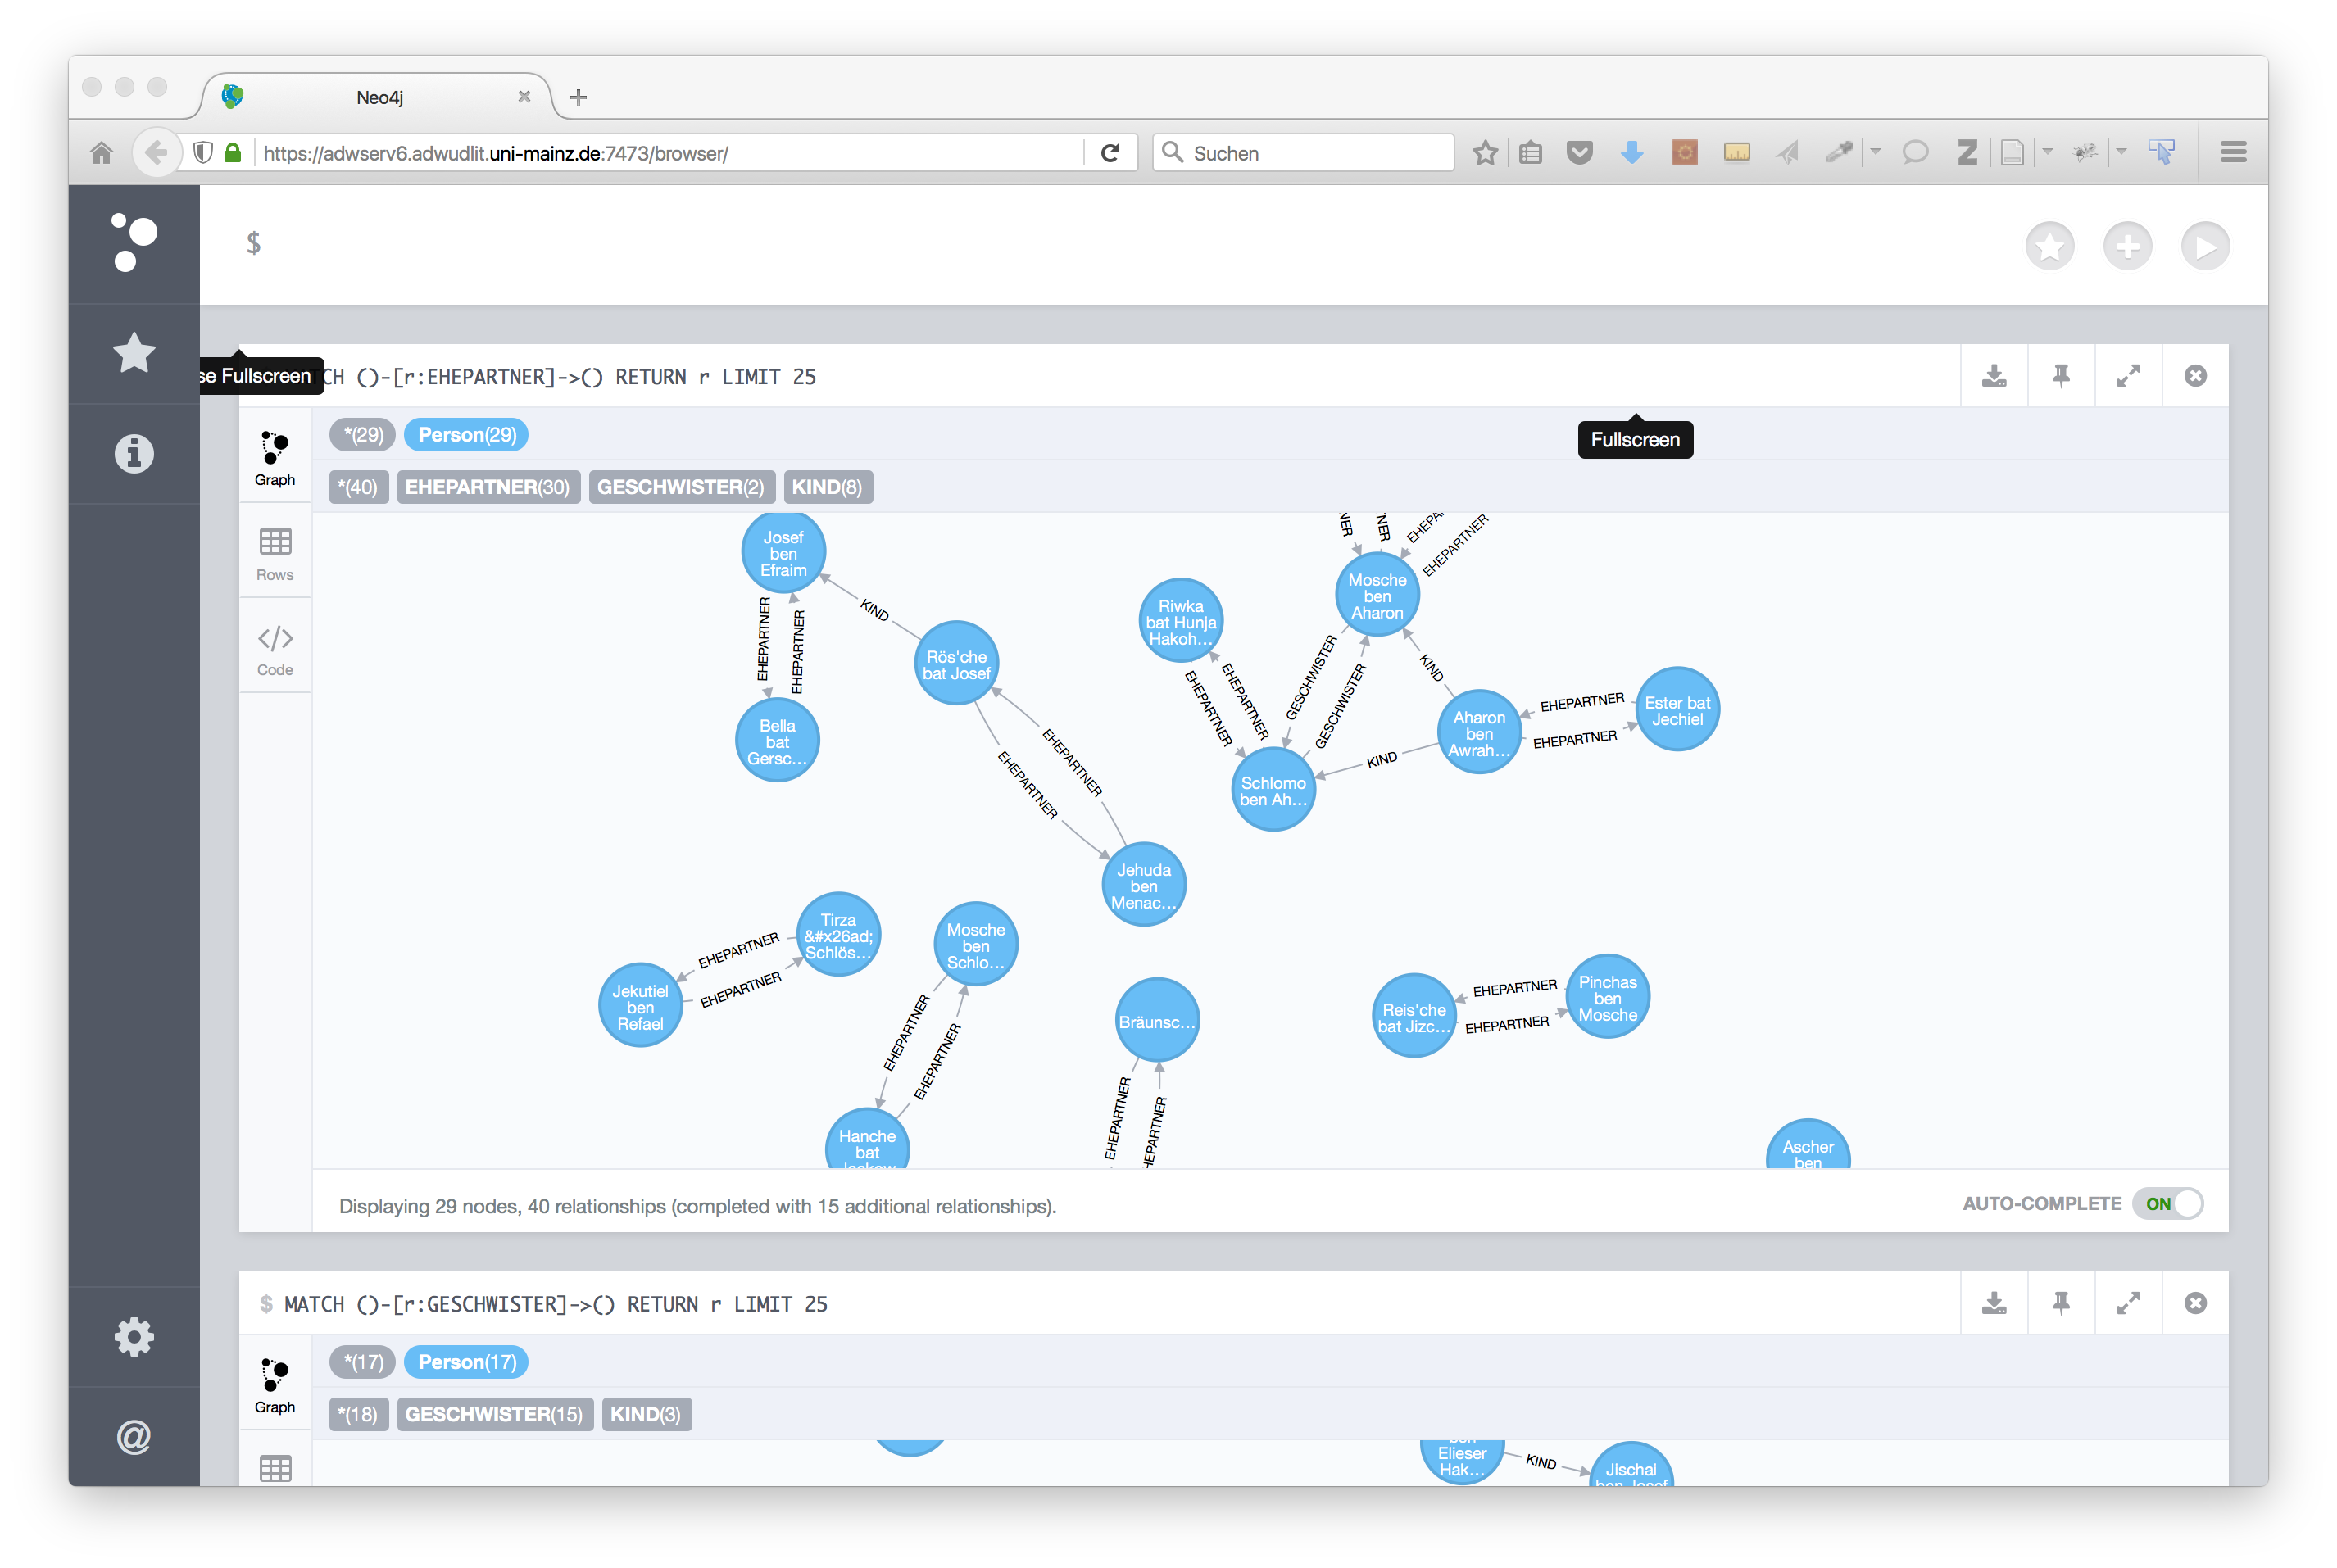 Neo4j
https://adwserv6.adwudlit.uni-mainz.de:7473/browser/
Suchen
$
se Fullscreen
CH ()-[r:EHEPARTNER]->() RETURN r LIMIT 25
*(29) Person(29)
Fullscreen
Graph
*(40) EHEPARTNER(30) GESCHWISTER(2) KIND(8)
Rows
Code
Josef
ben
Efraim
EHEPARTNER
EHEPARTNER
KIND
Rös'che
bat Josef
Bella
bat
Gersc...
EHEPARTNER
EHEPARTNER
Jehuda
ben
Menac...
NER
NER
EHEPA
EHEPARTNER
Mosche
ben
Aharon
Riwka
bat Hunja
Hakoh...
EHEPARTNER
EHEPARTNER
GESCHWISTER
GESCHWISTER
KIND
Aharon
ben
Awrah...
EHEPARTNER
EHEPARTNER
Ester bat
Jechiel
KIND
Schlomo
ben Ah...
Tirza
&#x26ad;
Schlös...
EHEPARTNER
EHEPARTNER
Jekutiel
ben
Refael
Mosche
ben
Schlo...
EHEPARTNER
EHEPARTNER
Hanche
bat
Bräunsc...
EHEPARTNER
HEPARTNER
Reis'che
bat Jizc...
EHEPARTNER
EHEPARTNER
Pinchas
ben
Mosche
Ascher
ben
Displaying 29 nodes, 40 relationships (completed with 15 additional relationships).
AUTO-COMPLETE ON
$ MATCH ()-[r:GESCHWISTER]->() RETURN r LIMIT 25
*(17) Person(17)
Graph
*(18) GESCHWISTER(15) KIND(3)
ben
Elieser
Hak...
KIND
Jischai
ben Josef